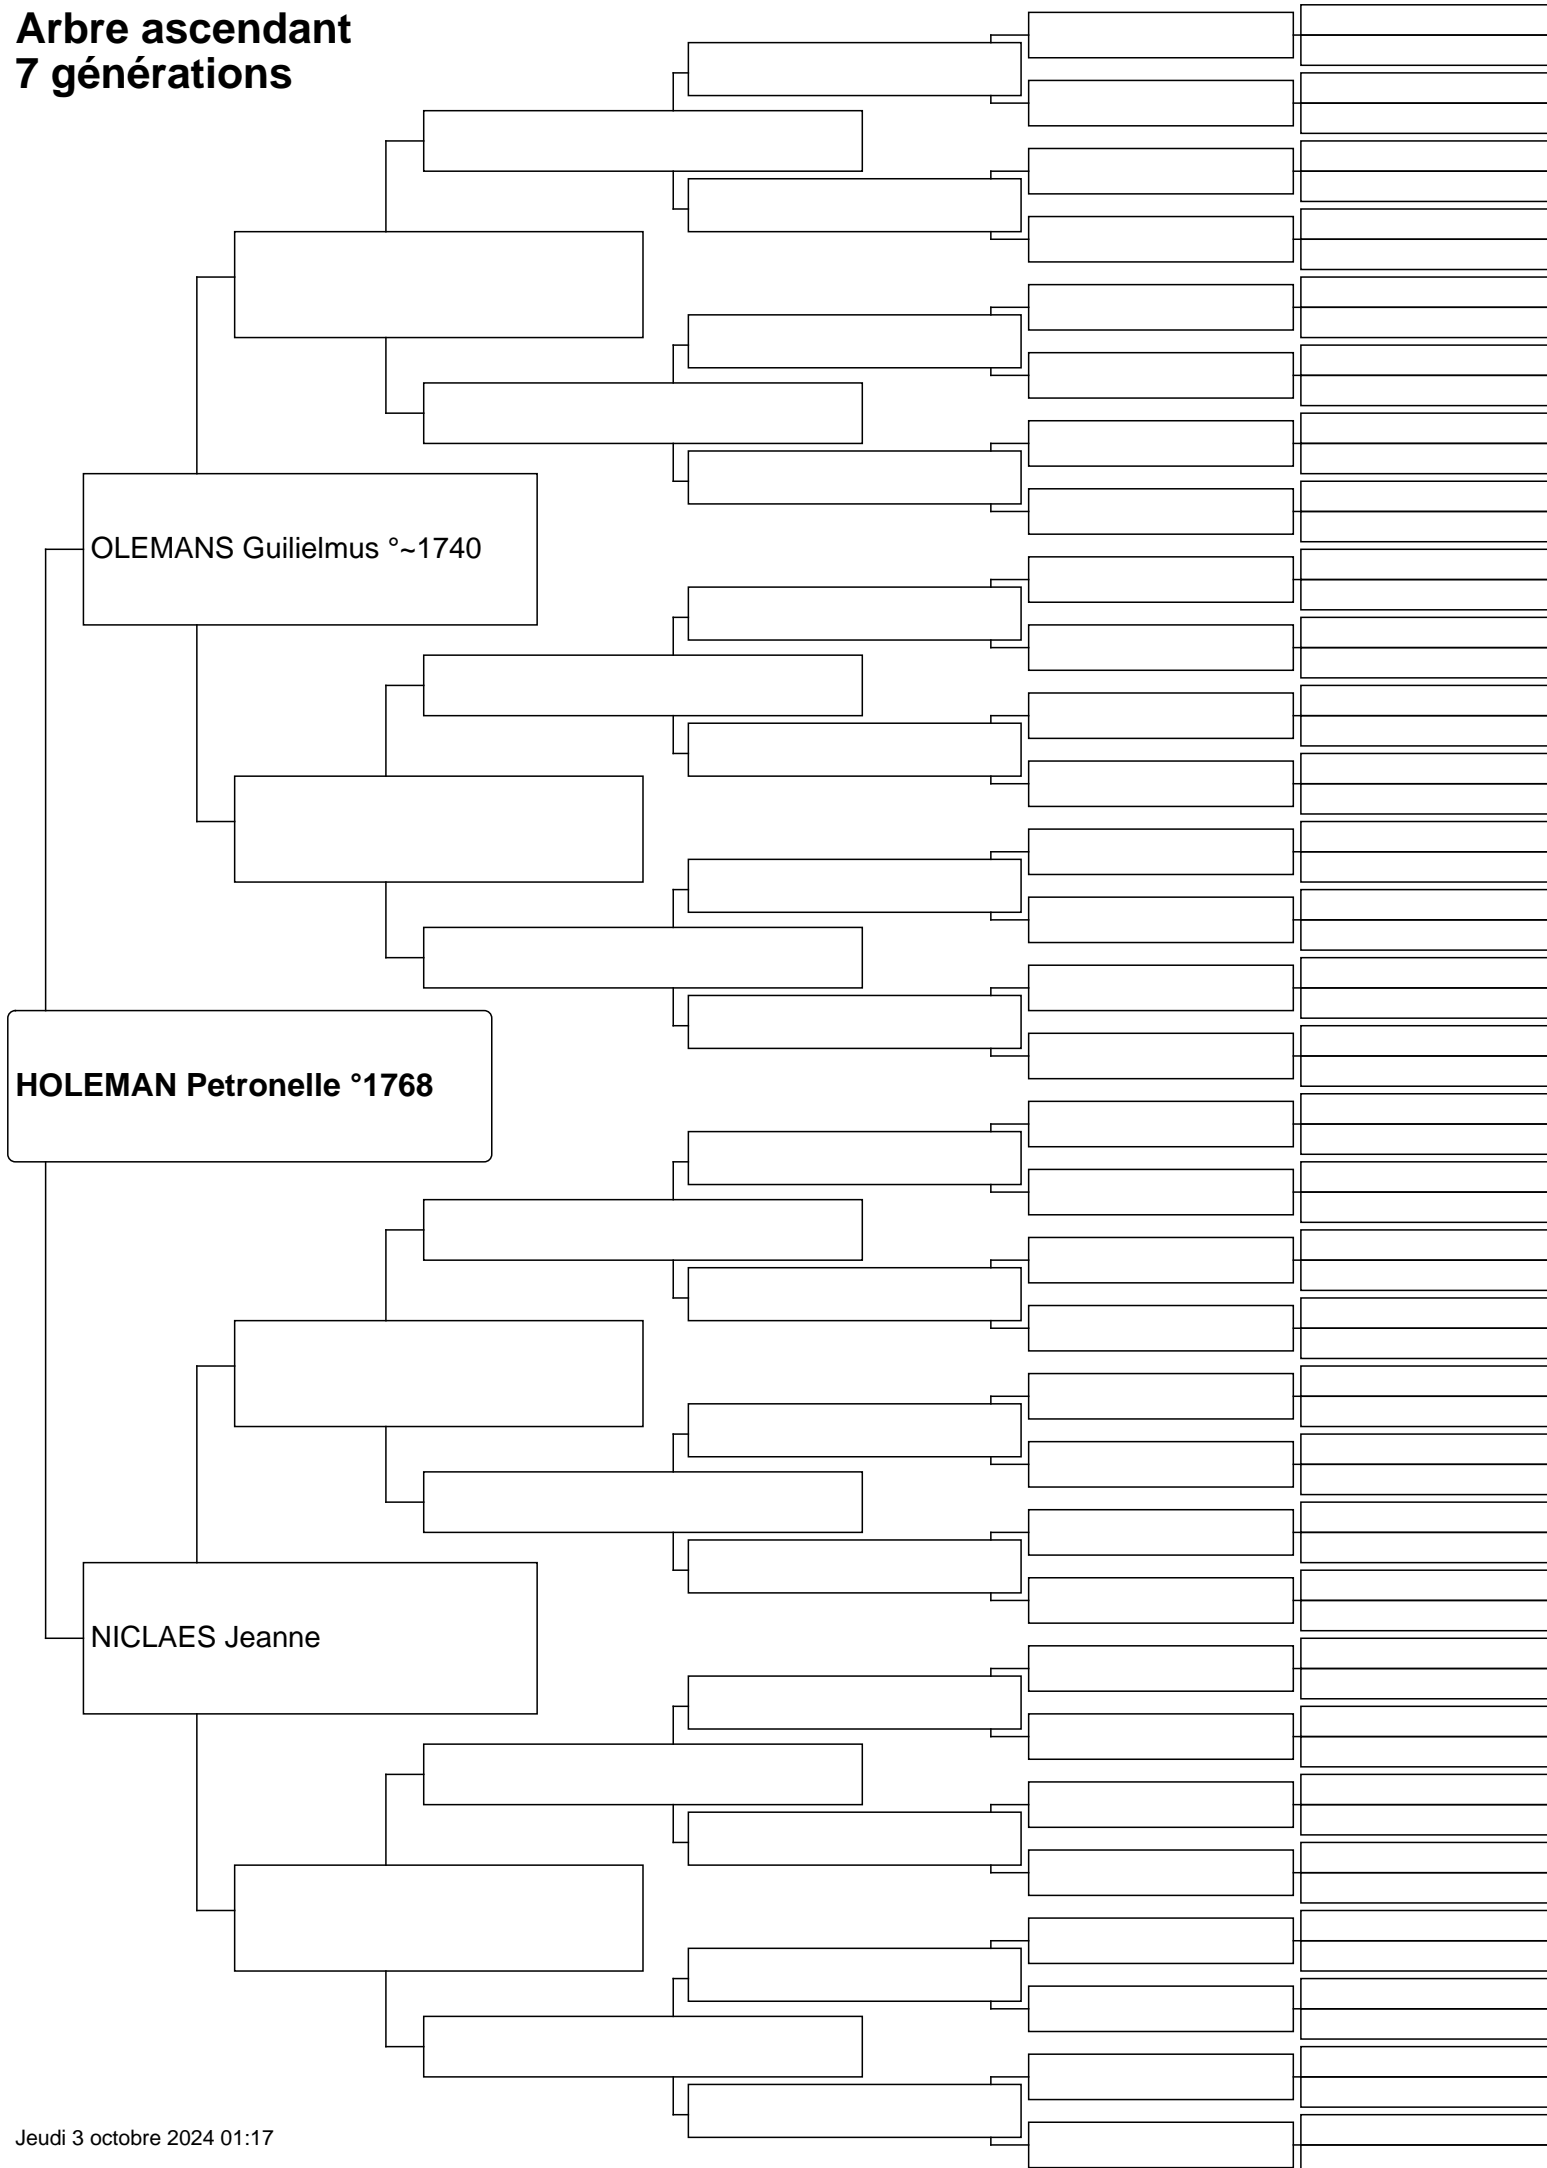 Arbre ascendant
7 générations
OLEMANS Guilielmus °~1740
HOLEMAN Petronelle °1768
NICLAES Jeanne
Jeudi 3 octobre 2024 01:17